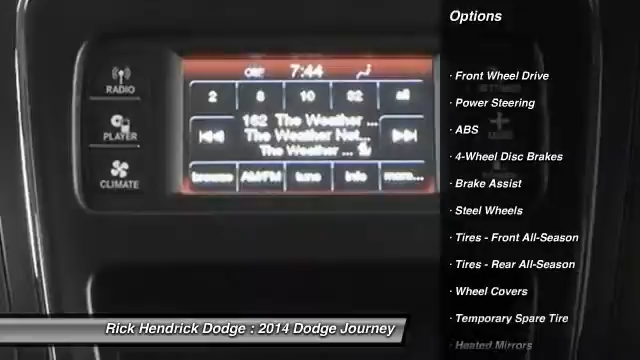 Options
7:44
RADIO
2 8 10 62 all
· Front Wheel Drive
· Power Steering
162 The Weather ...
PLAYER
The Weather Net...
The Weather ...
· ABS
· 4-Wheel Disc Brakes
CLIMATE
browse AM/FM tune info more...
· Brake Assist
· Steel Wheels
· Tires - Front All-Season
· Tires - Rear All-Season
· Wheel Covers
· Temporary Spare Tire
Rick Hendrick Dodge : 2014 Dodge Journey
· Heated Mirrors